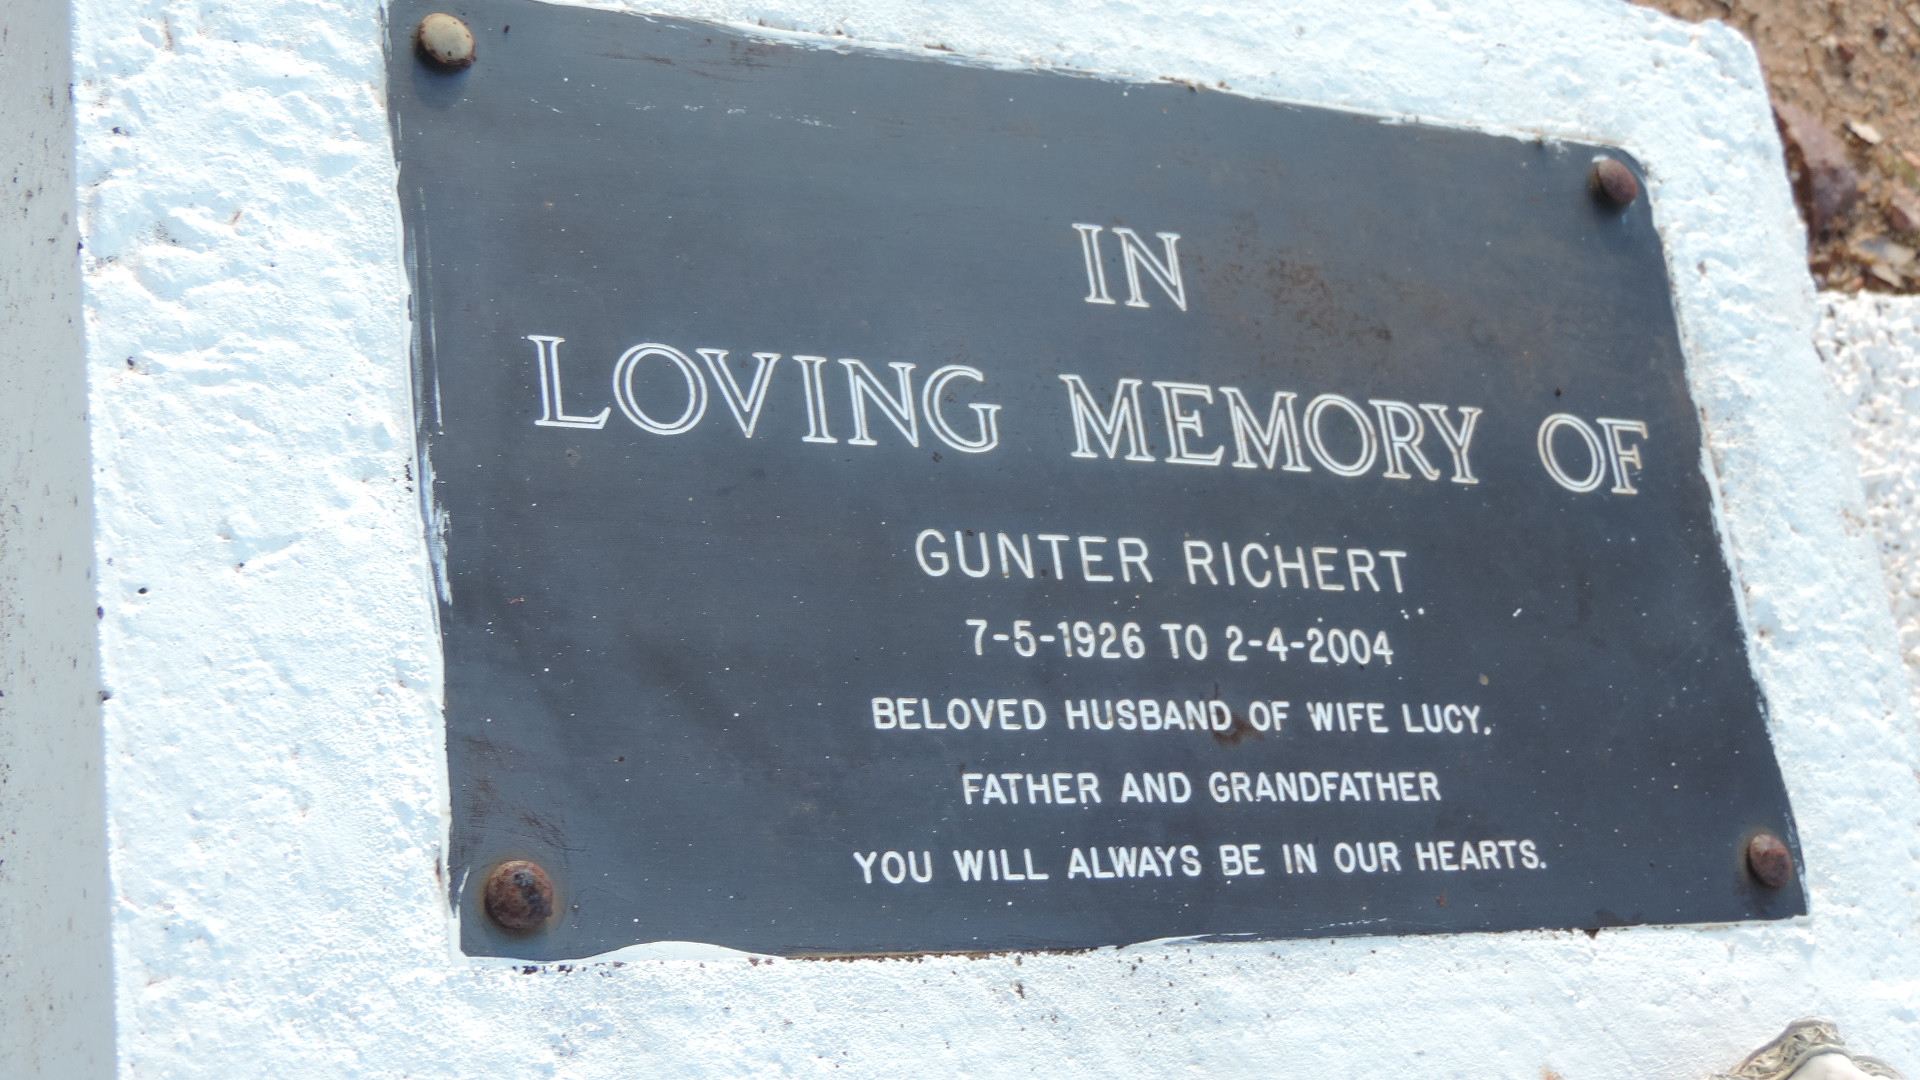 IN
LOVING MEMORY OF
GUNTER RICHERT
7-5-1926 TO 2-4-2004
BELOVED HUSBAND OF WIFE LUCY.
FATHER AND GRANDFATHER
YOU WILL ALWAYS BE IN OUR HEARTS.